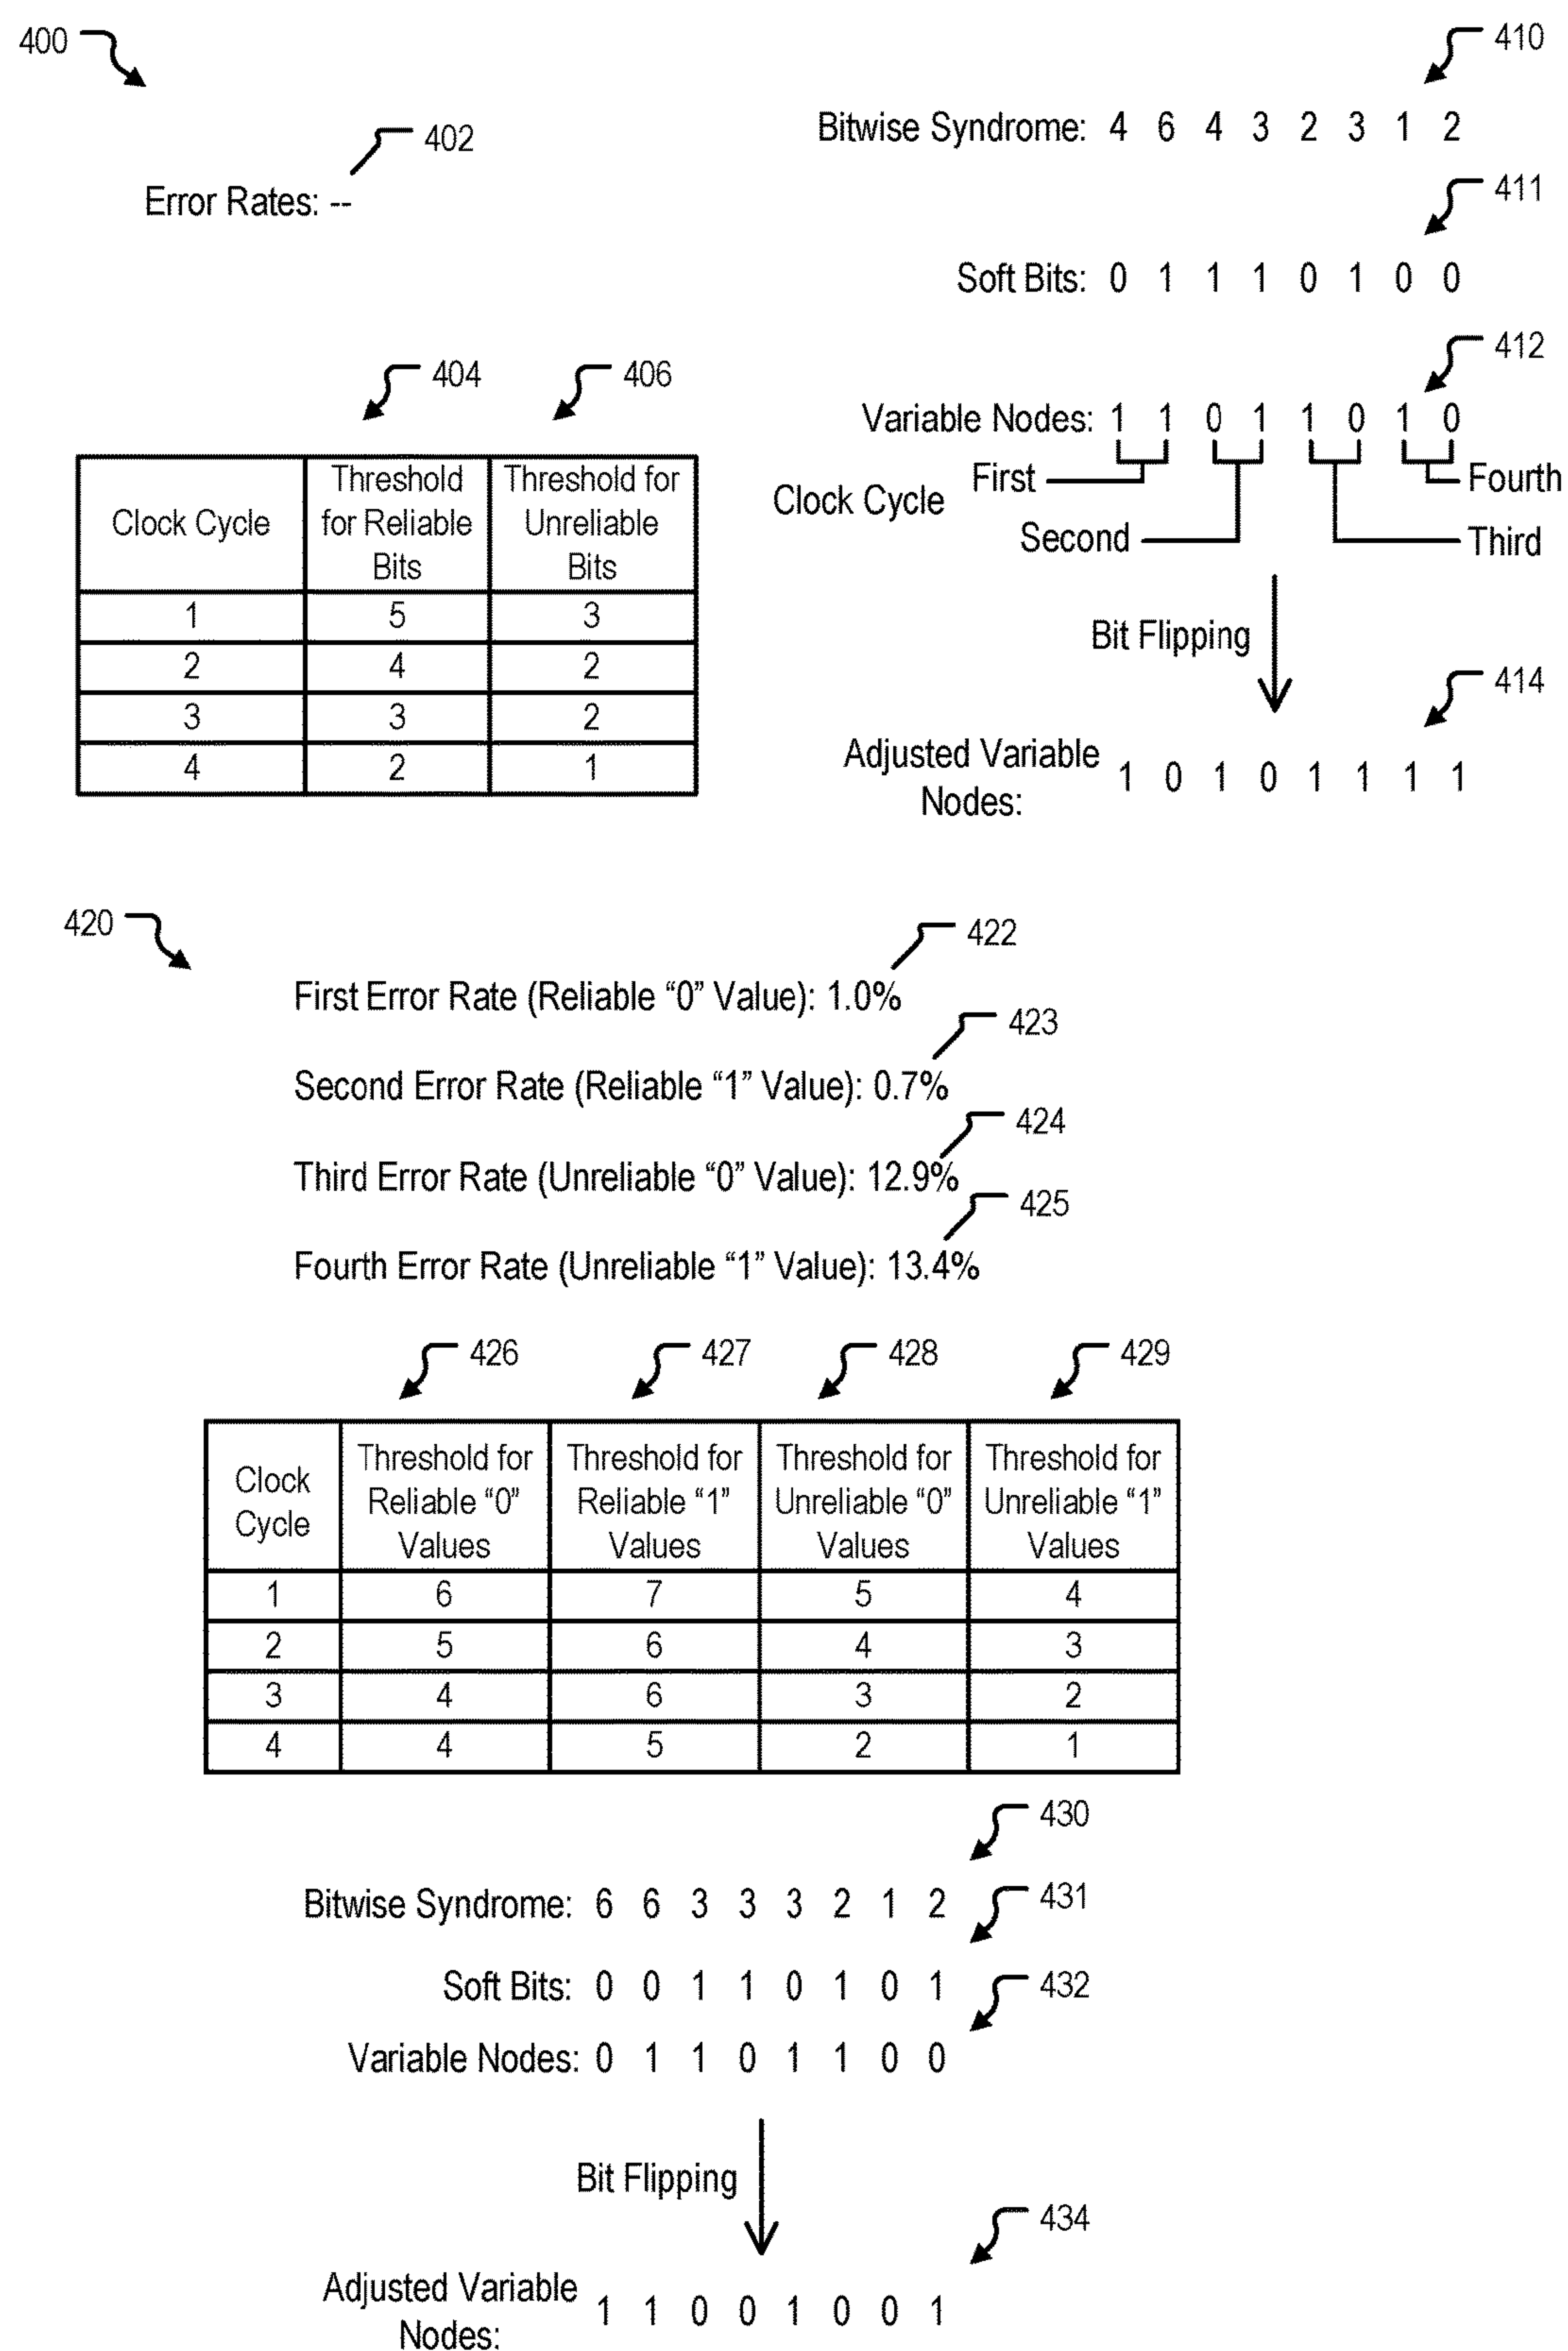 400
402
Error Rates: --
410
Bitwise Syndrome: 4 6 4 3 2 3 1 2
411
Soft Bits: 0 1 1 1 0 1 0 0
412
Variable Nodes: 1 1 0 1 1 0 1 0
Clock Cycle
First
Second
Fourth
Third
Bit Flipping
414
Adjusted Variable
Nodes: 1 0 1 0 1 1 1 1
404
406
Clock Cycle
Threshold
for Reliable
Bits
Threshold for
Unreliable
Bits
1 5 3
2 4 2
3 3 2
4 2 1
420
422
First Error Rate (Reliable “0” Value): 1.0%
423
Second Error Rate (Reliable “1” Value): 0.7%
424
Third Error Rate (Unreliable “0” Value): 12.9%
425
Fourth Error Rate (Unreliable “1” Value): 13.4%
426
427
428
429
Clock
Cycle
Threshold for
Reliable “0”
Values
Threshold for
Reliable “1”
Values
Threshold for
Unreliable “0”
Values
Threshold for
Unreliable “1”
Values
1 6 7 5 4
2 5 6 4 3
3 4 6 3 2
4 4 5 2 1
430
Bitwise Syndrome: 6 6 3 3 3 2 1 2
431
Soft Bits: 0 0 1 1 0 1 0 1
432
Variable Nodes: 0 1 1 0 1 1 0 0
Bit Flipping
434
Adjusted Variable
Nodes: 1 1 0 0 1 0 0 1